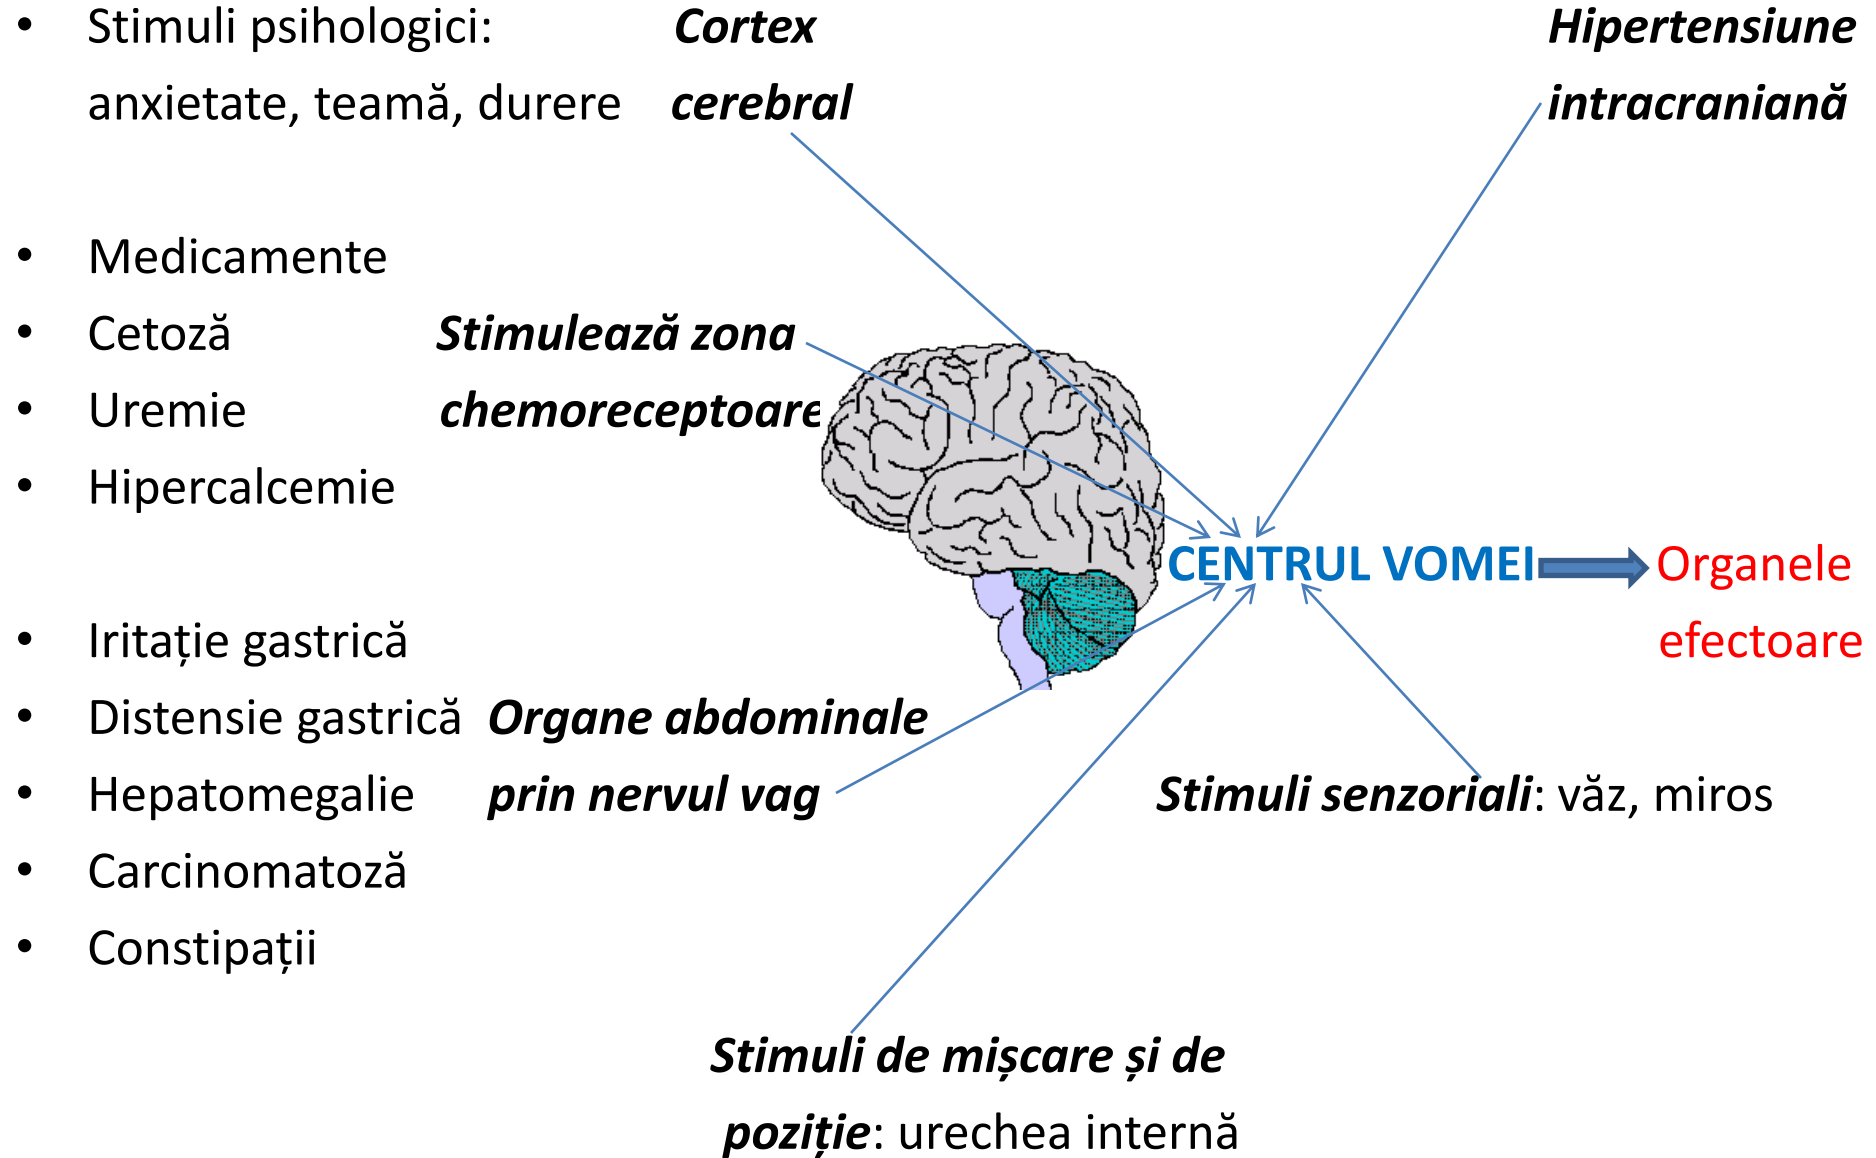 • Stimuli psihologici: Cortex Hipertensiune
anxietate, teamă, durere cerebral intracraniană
• Medicamente
• Cetoză Stimulează zona
• Uremie chemoreceptoare
• Hipercalcemie
CENTRUL VOMEI Organele
• Iritație gastrică efectoare
• Distensie gastrică Organe abdominale
• Hepatomegalie prin nervul vag Stimuli senzoriali: văz, miros
• Carcinomatoză
• Constipații
Stimuli de mișcare și de
poziție: urechea internă